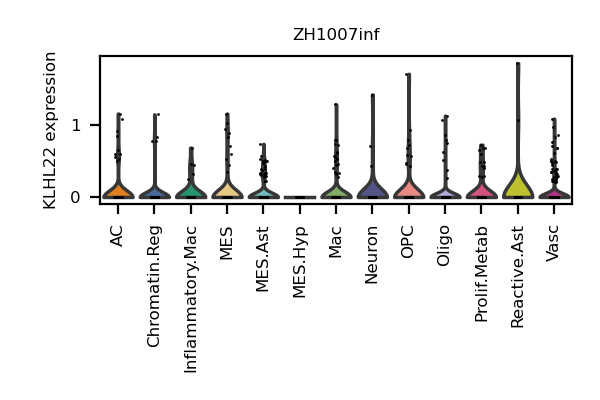 ZH1007inf
KLHL22 expression
1
0
AC
Chromatin.Reg
Inflammatory.Mac
MES
MES.Ast
MES.Hyp
Mac
Neuron
OPC
Oligo
Prolif.Metab
Reactive.Ast
Vasc